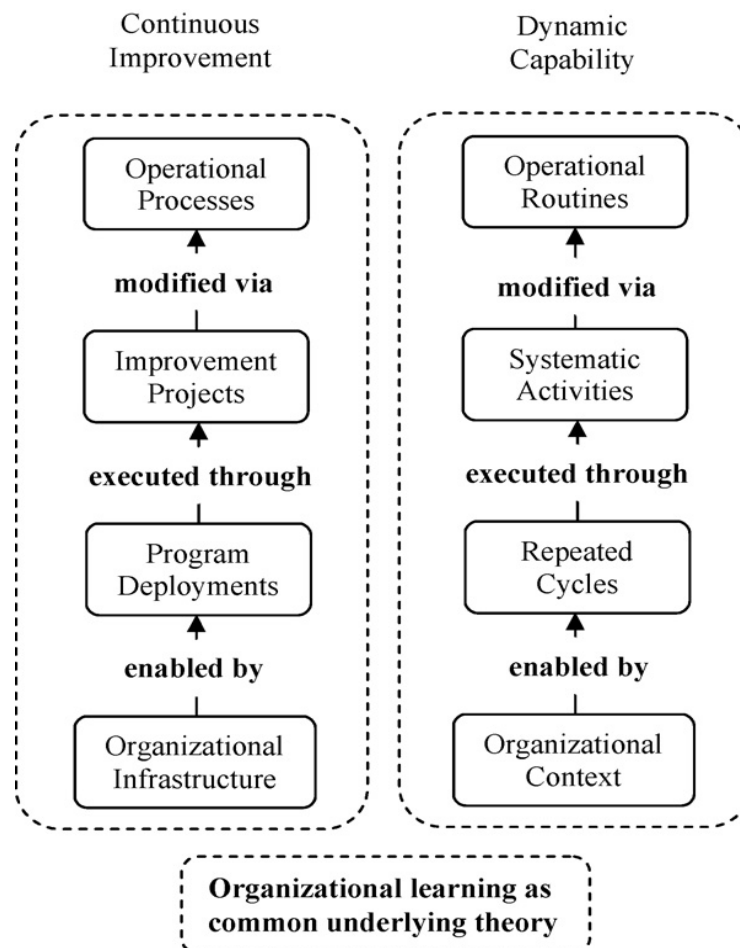 Continuous
Improvement
Operational
Processes
modified via
Improvement
Projects
executed through
Program
Deployments
enabled by
Organizational
Infrastructure
Dynamic
Capability
Operational
Routines
modified via
Systematic
Activities
executed through
Repeated
Cycles
enabled by
Organizational
Context
Organizational learning as
common underlying theory